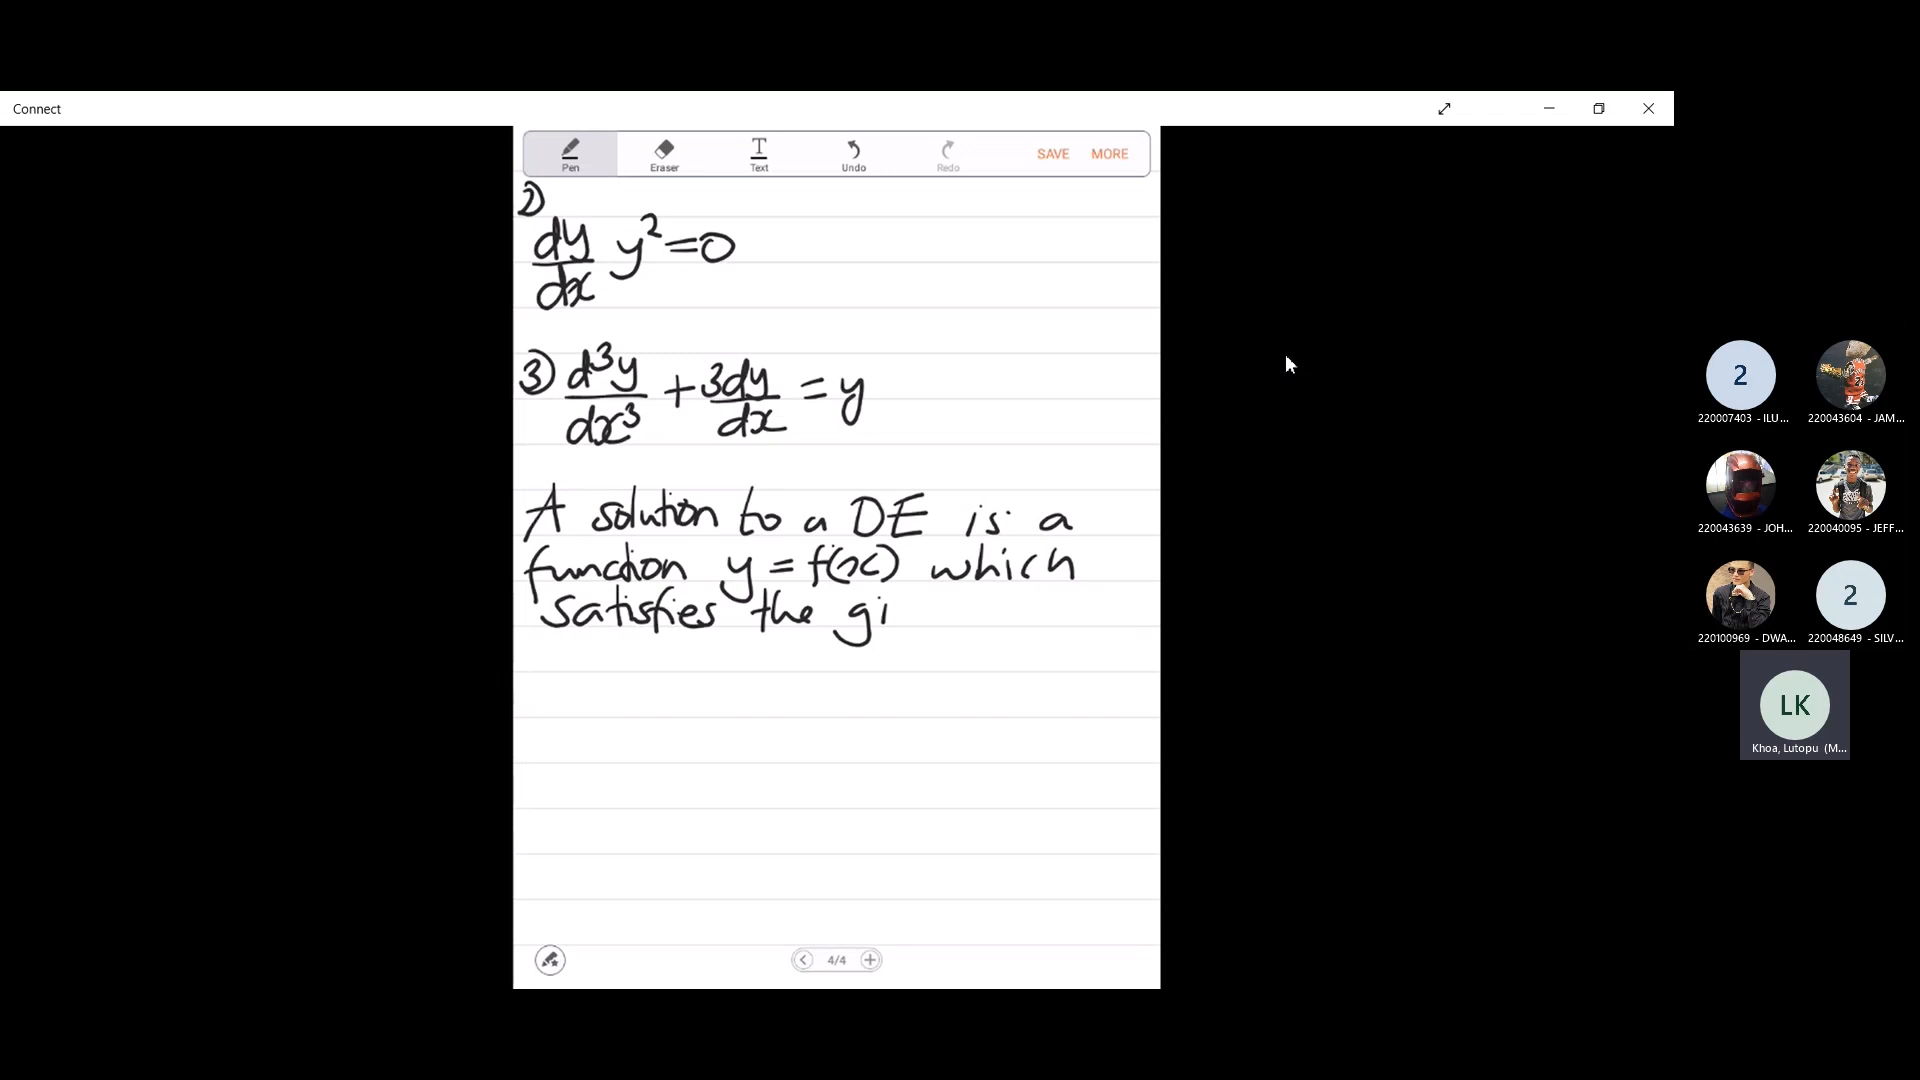 Connect
Pen
Eraser
Text
Undo
Redo
SAVE
MORE
2)
dy/dx y² = 0
③ d³y/dx³ + 3dy/dx = y
A solution to a DE is a
function y = f(x) which
satisfies the gi
4/4
2
220007403 - ILU...
220043604 - JAM...
220043639 - JOH...
220040095 - JEFF...
220100969 - DWA...
2
220048649 - SILV...
LK
Khoa, Lutopu (M...